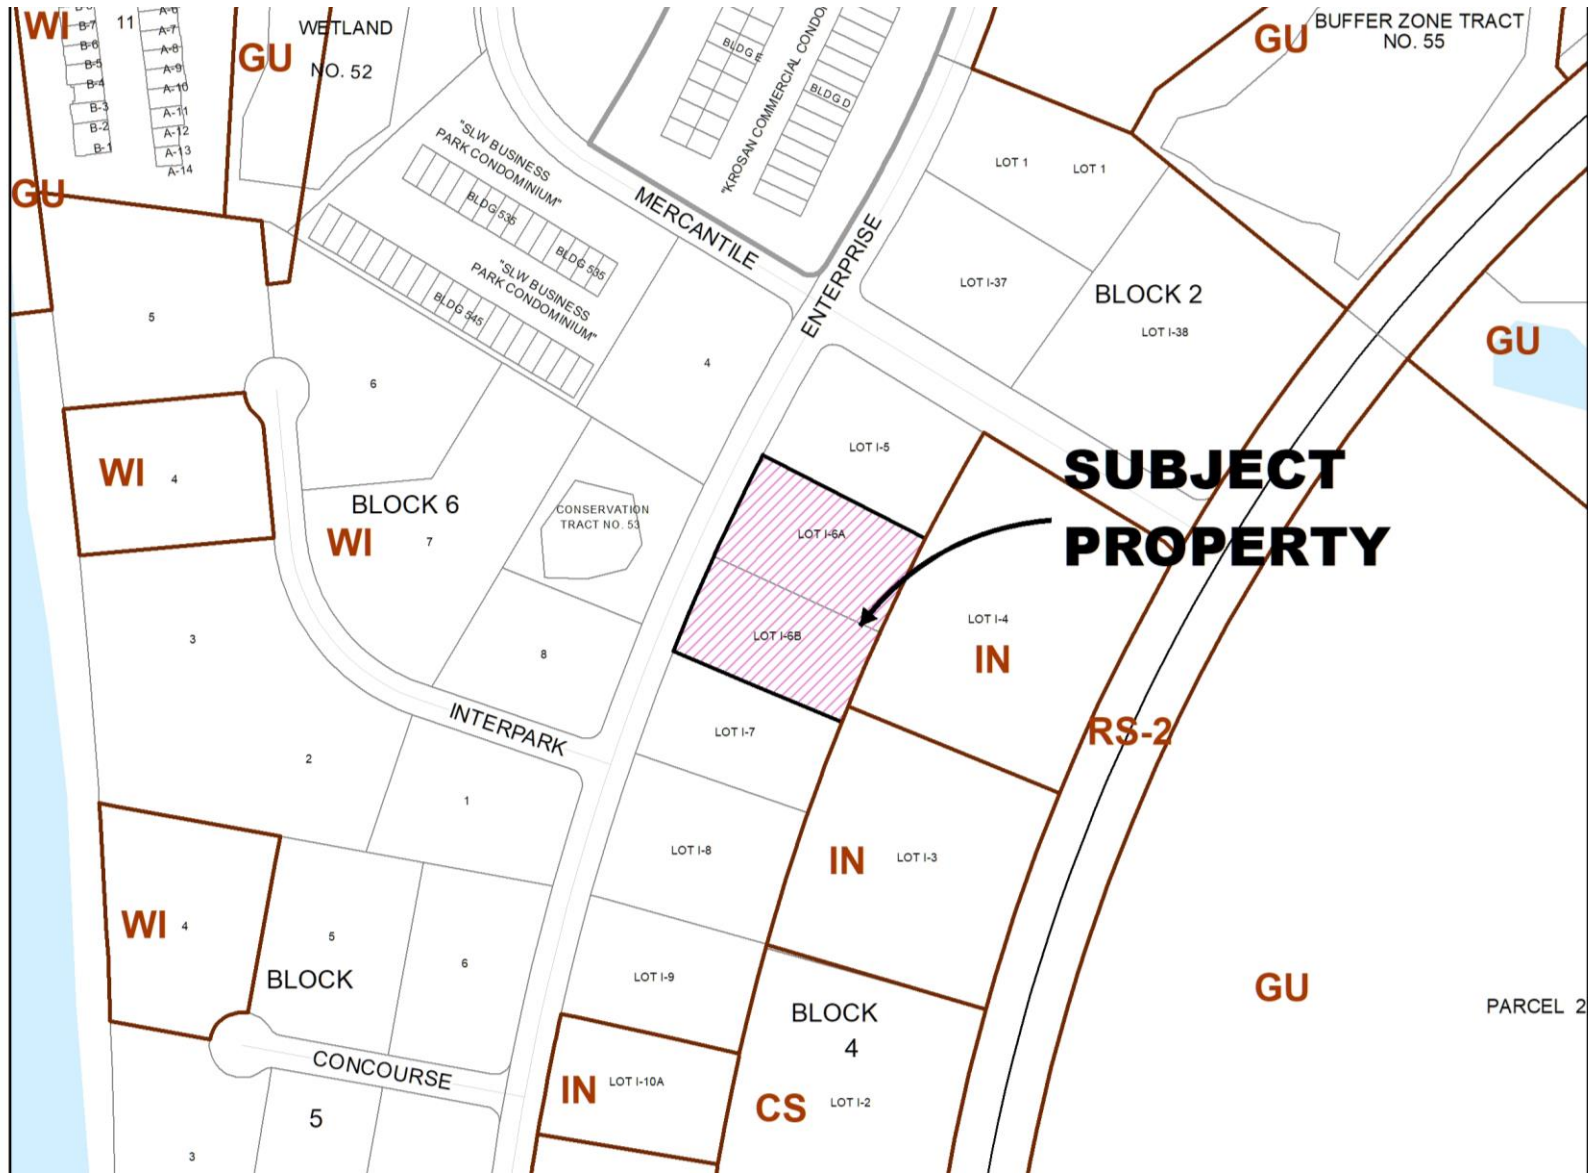 WI
B-7
B-6
B-5
B-4
B-3
B-2
B-1
11
A-6
A-7
A-8
A-9
A-10
A-11
A-12
A-13
A-14
GU
WETLAND
NO. 52
GU
"SLW BUSINESS
PARK CONDOMINIUM"
BLDG 535
BLDG 535
"SLW BUSINESS
PARK CONDOMINIUM"
BLDG 545
BLDG E
"KROSAN COMMERCIAL
BLDG D
MERCANTILE
ENTERPRISE
GU
BUFFER ZONE TRACT
NO. 55
LOT 1
LOT 1
LOT I-37
BLOCK 2
LOT I-38
GU
5
6
4
LOT I-5
WI
4
BLOCK 6
WI
7
CONSERVATION
TRACT NO. 53
LOT I-6A
SUBJECT
PROPERTY
LOT I-6B
LOT I-4
IN
3
8
INTERPARK
LOT I-7
RS-2
2
1
LOT I-8
IN
LOT I-3
WI
4
5
6
BLOCK
LOT I-9
BLOCK
4
GU
PARCEL 2
CONCOURSE
IN
LOT I-10A
CS
LOT I-2
5
3